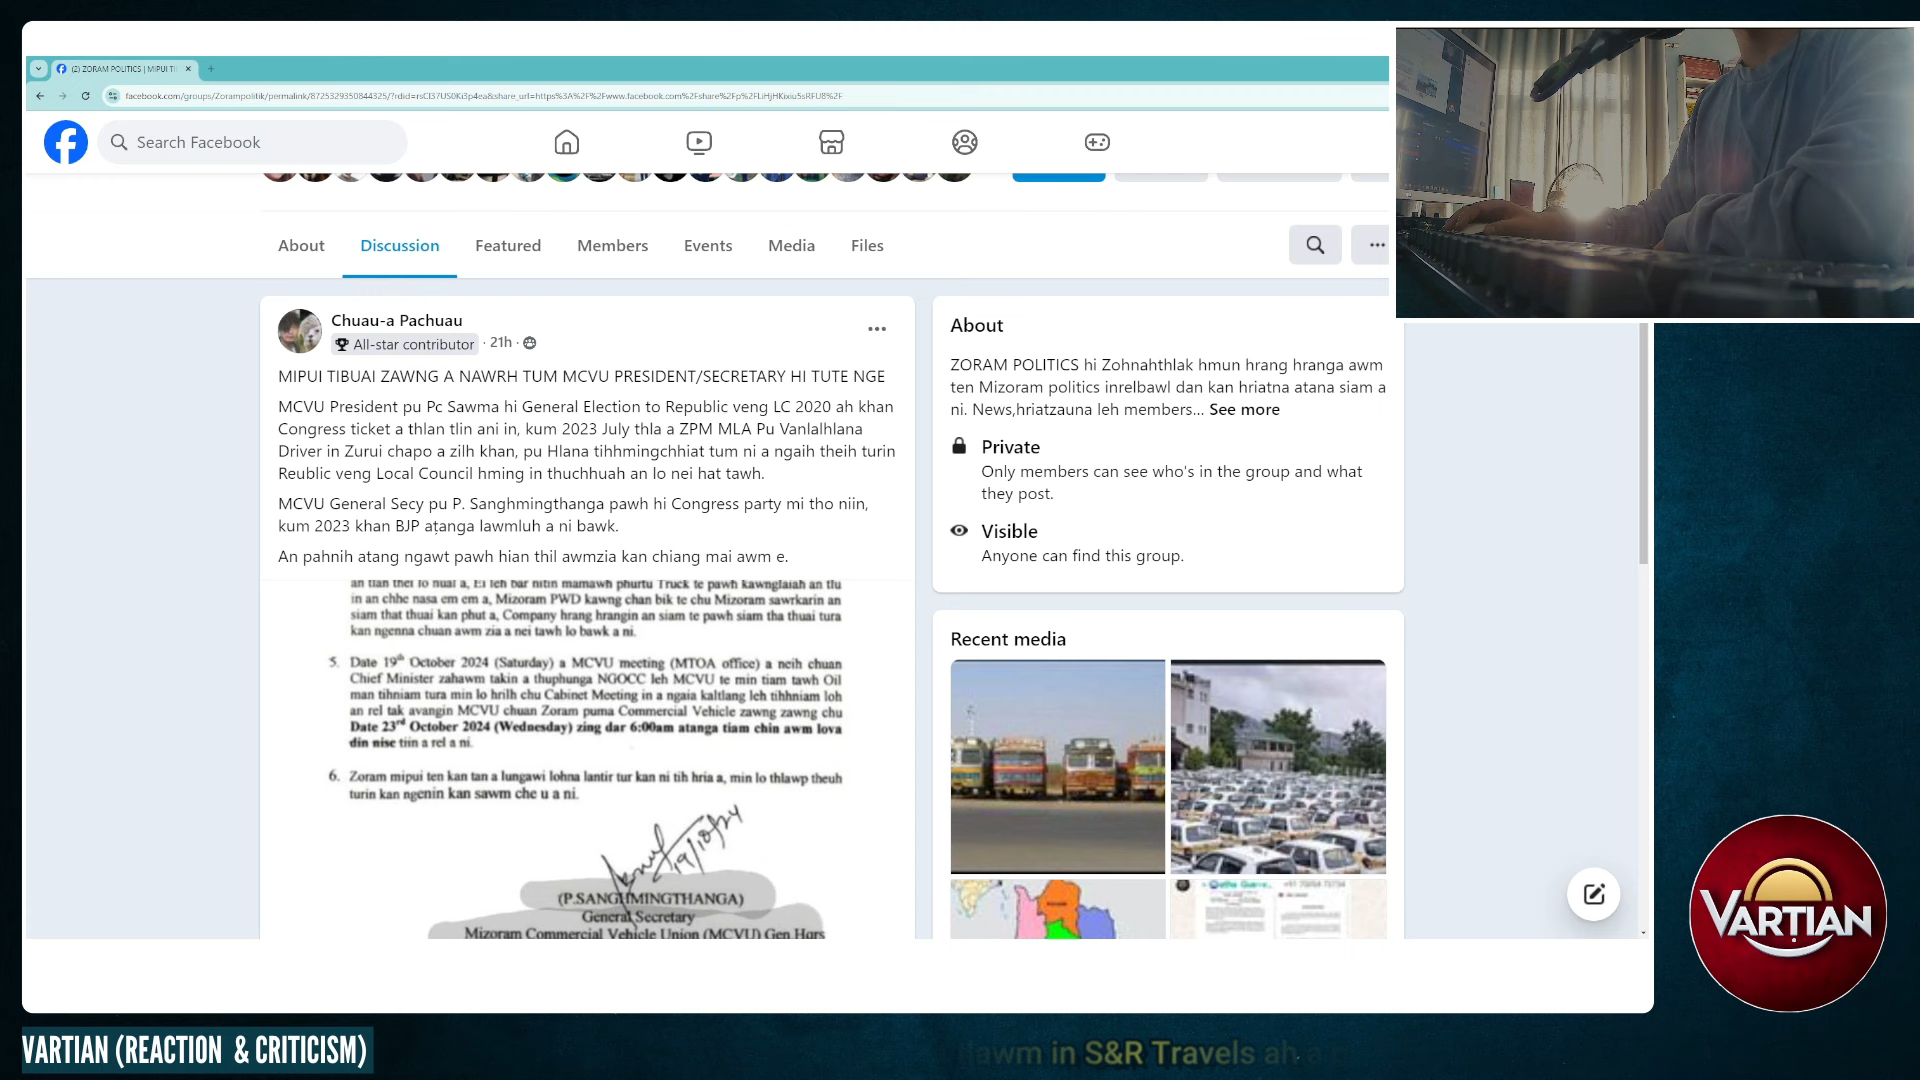 (2) ZORAM POLITICS | MIPUI TI
facebook.com/groups/Zorampolitik/permalink/8725329350844325/?rdid=rsCl37US0Ki3p4ea&share_url=https%3A%2F%2Fwww.facebook.com%2Fshare%2Fp%2FLiHjHKixiu5sRFU8%2F
Search Facebook
About
Discussion
Featured
Members
Events
Media
Files
Chuau-a Pachuau
All-star contributor · 21h ·
MIPUI TIBUAI ZAWNG A NAWRH TUM MCVU PRESIDENT/SECRETARY HI TUTE NGE
MCVU President pu Pc Sawma hi General Election to Republic veng LC 2020 ah khan
Congress ticket a thlan tlin ani in, kum 2023 July thla a ZPM MLA Pu Vanlalhlana
Driver in Zurui chapo a zilh khan, pu Hlana tihhmingchhiat tum ni a ngaih theih turin
Reublic veng Local Council hming in thuchhuah an lo nei hat tawh.
MCVU General Secy pu P. Sanghmingthanga pawh hi Congress party mi tho niin,
kum 2023 khan BJP aṭanga lawmluh a ni bawk.
An pahnih atang ngawt pawh hian thil awmzia kan chiang mai awm e.
an tlan thei lo hual a, Ei leh bar nitin mamawh phurtu Truck te pawh kawnglaiah an tlu
in an chhe nasa em em a, Mizoram PWD kawng chan bik te chu Mizoram sawrkarin an
siam that thuai kan phut a, Company hrang hrangin an siam te pawh siam tha thuai tura
kan ngenna chuan awm zia a nei tawh lo bawk a ni.
5. Date 19th October 2024 (Saturday) a MCVU meeting (MTOA office) a neih chuan
Chief Minister zahawm takin a thuphunga NGOCC leh MCVU te min tiam tawh Oil
man tihniam tura min lo hrilh chu Cabinet Meeting in a ngaia kaltlang leh tihhniam loh
an rel tak avangin MCVU chuan Zoram puma Commercial Vehicle zawng zawng chu
Date 23rd October 2024 (Wednesday) zing dar 6:00am atanga tiam chin awm lova
din nise tiin a rel a ni.
6. Zoram mipui ten kan tan a lungawi lohna lantir tur kan ni tih hria a, min lo thlawp theuh
turin kan ngenin kan sawm che u a ni.
19/10/24
(P.SANGHMINGTHANGA)
General Secretary
Mizoram Commercial Vehicle Union (MCVU) Gen.Hqrs
About
ZORAM POLITICS hi Zohnahthlak hmun hrang hranga awm
ten Mizoram politics inrelbawl dan kan hriatna atana siam a
ni. News,hriatzauna leh members... See more
Private
Only members can see who's in the group and what
they post.
Visible
Anyone can find this group.
Recent media
VARTIAN
VARTIAN (REACTION & CRITICISM)
lawm in S&R Travels ah a